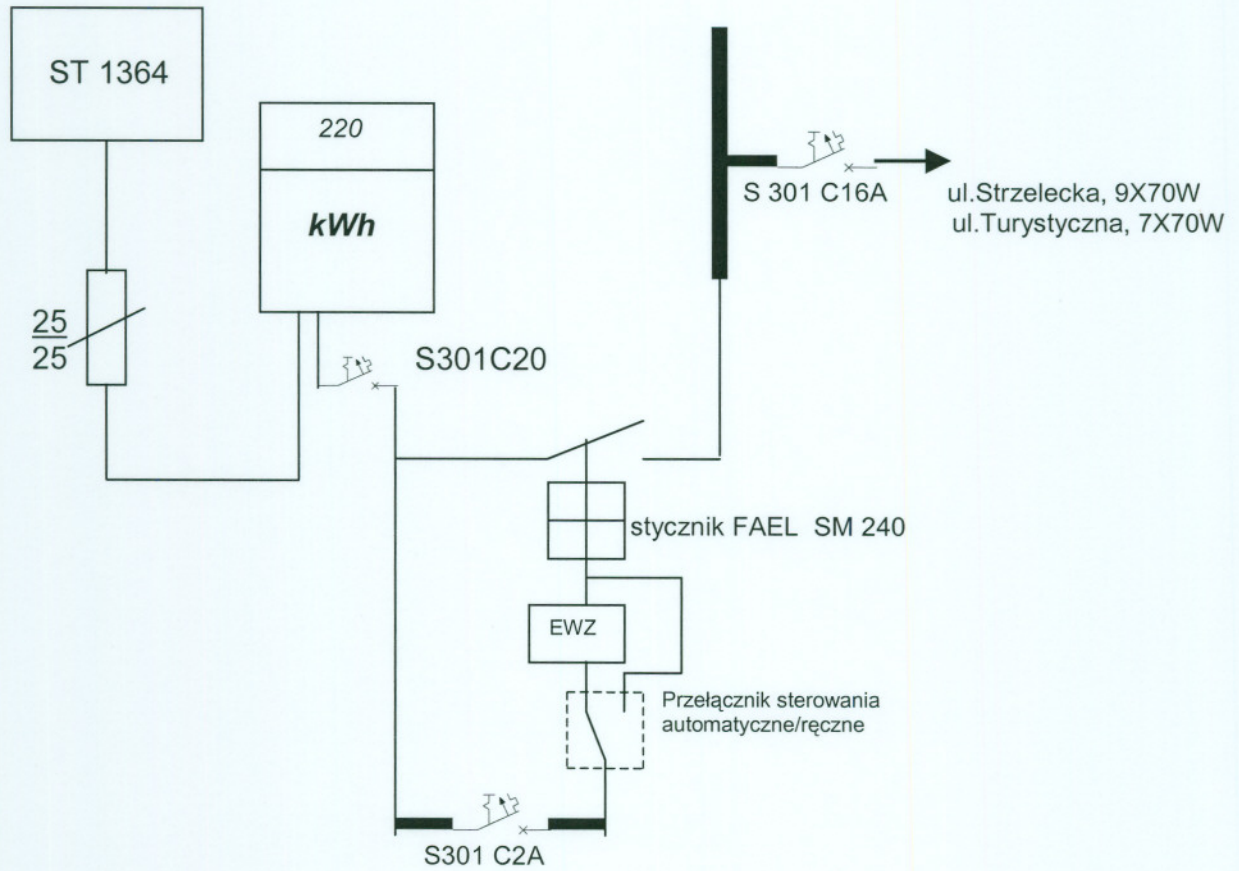 ST 1364
220
kWh
S 301 C16A
ul.Strzelecka, 9X70W
ul.Turystyczna, 7X70W
25
25
S301C20
stycznik FAEL SM 240
EWZ
Przełącznik sterowania
automatyczne/ręczne
S301 C2A